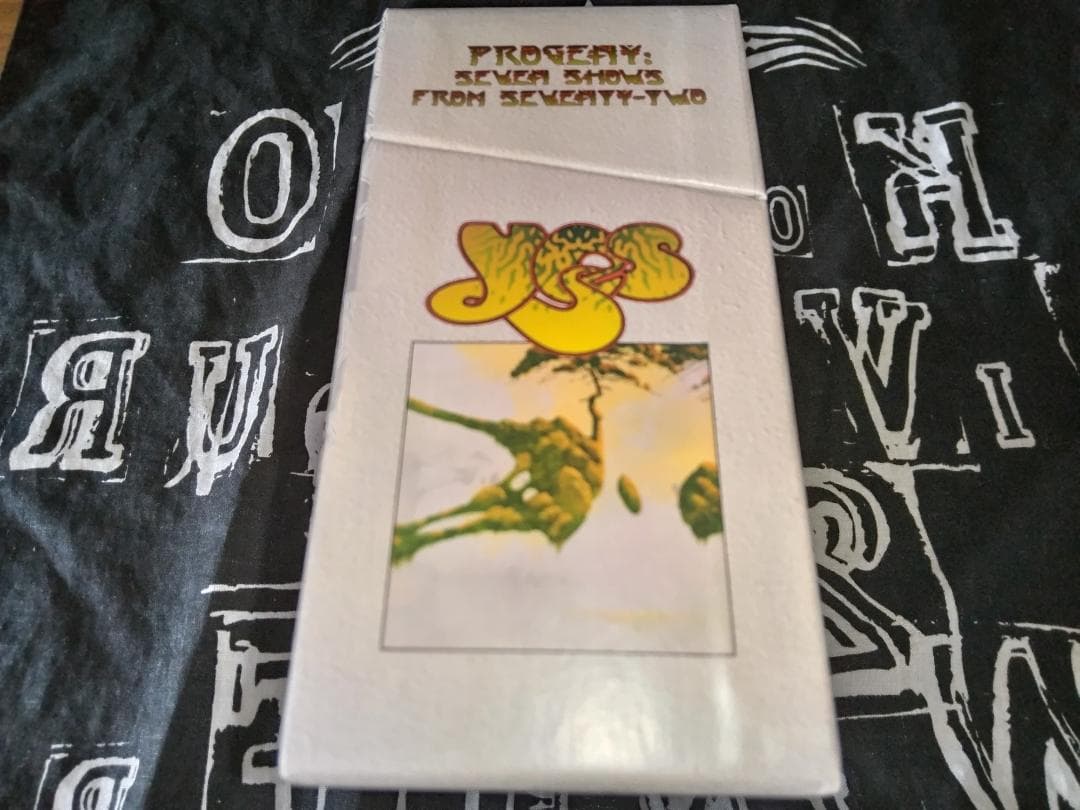 PROGENY:
SEVEN SHOWS
FROM SEVENTY-TWO
YES
O
K
O
R U
V I
R